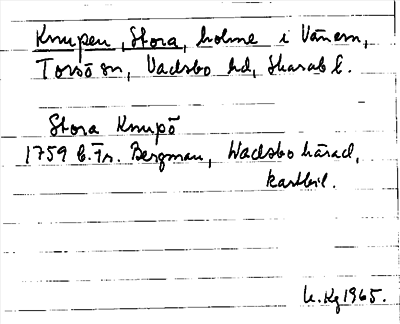 Knupen, Stora, holme i Vänern,
Torsö sn, Vadsbo hd, Skarab l.
Stora Knupö
1759 C. Fr. Bergman, Wadsbo härad,
kartbil.
K. Kg 1965.